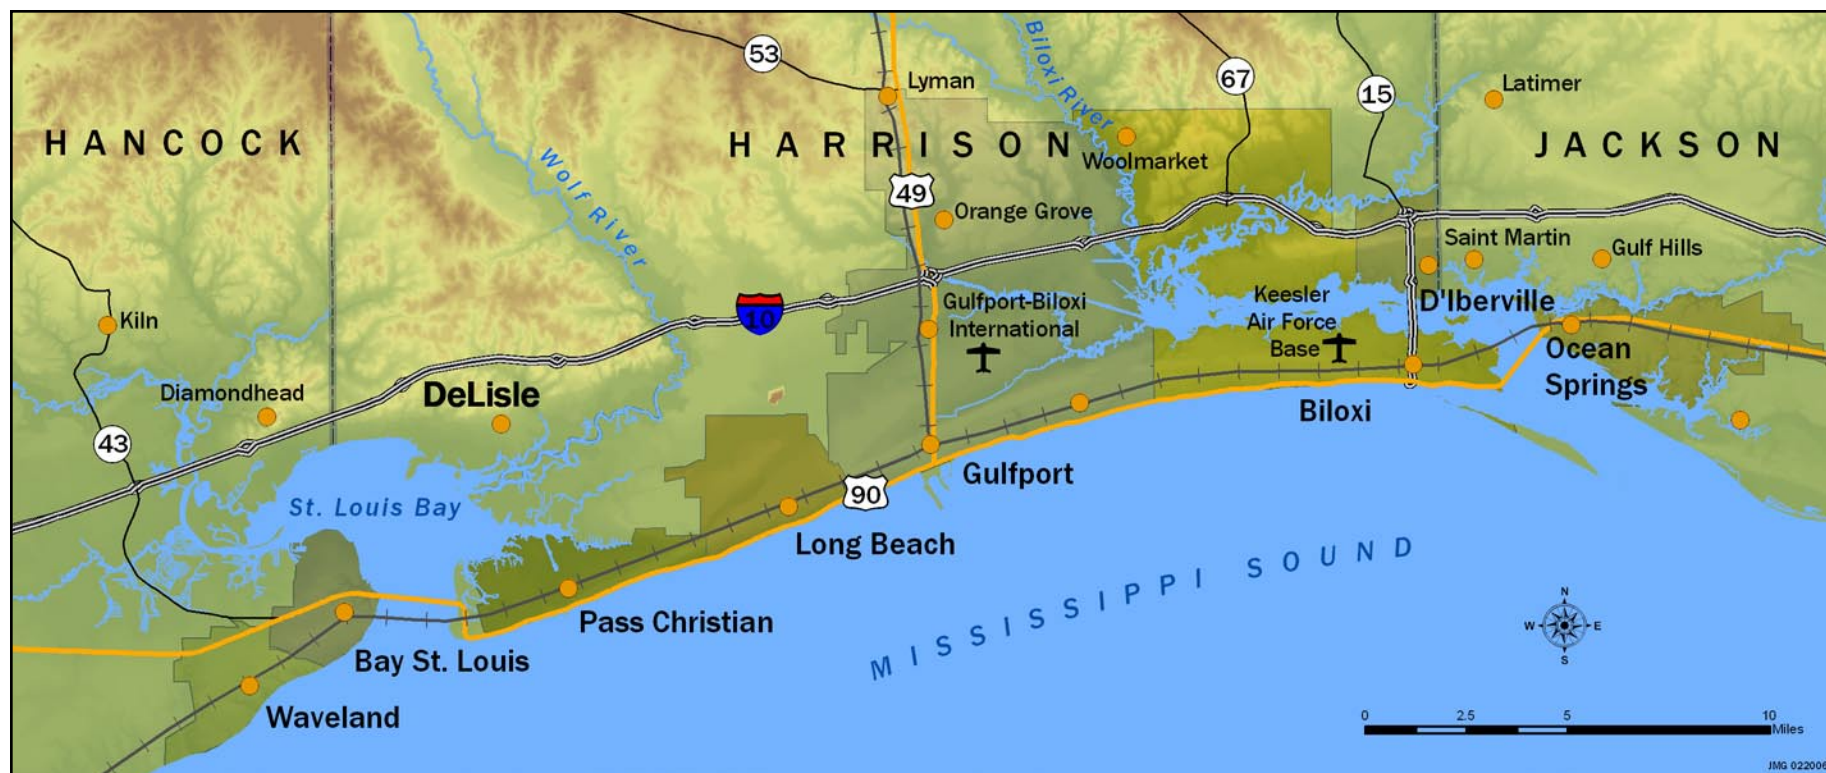 53
Biloxi River
67
15
Lyman
Latimer
HANCOCK
HARRISON
JACKSON
Wolf River
Woolmarket
49
Orange Grove
Saint Martin
Gulf Hills
Kiln
10
Gulfport-Biloxi
International
Keesler
Air Force
Base
D'Iberville
Ocean
Springs
Diamondhead
DeLisle
43
Biloxi
Gulfport
90
St. Louis Bay
Long Beach
MISSISSIPPI SOUND
Pass Christian
Bay St. Louis
Waveland
N
W E
S
0 2.5 5 10
Miles
JMG 022006